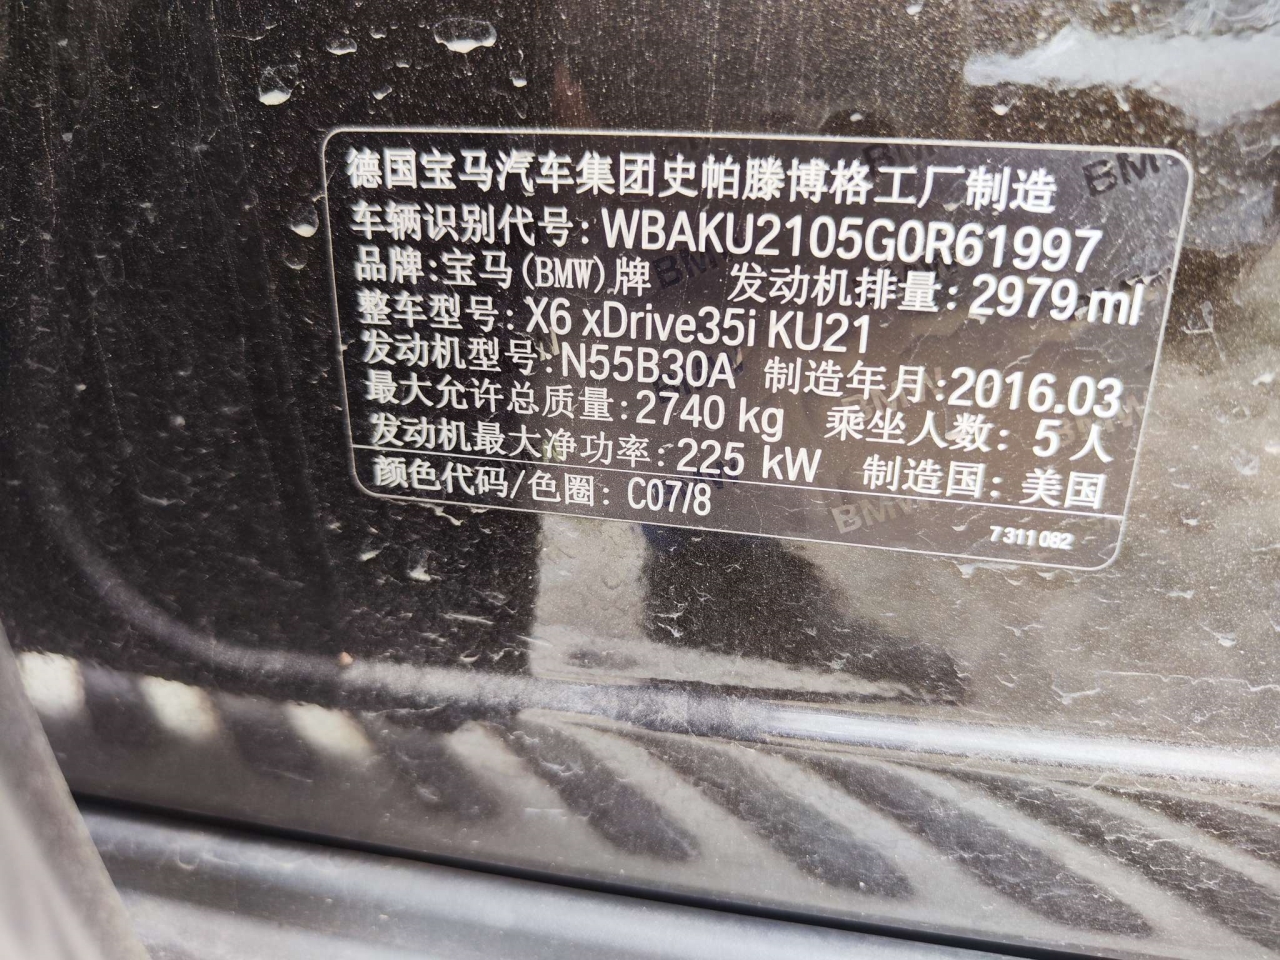 德国宝马汽车集团史帕滕博格工厂制造
车辆识别代号: WBAKU2105G0R61997
品牌: 宝马(BMW)牌 发动机排量: 2979 ml
整车型号: X6 xDrive35i KU21
发动机型号: N55B30A 制造年月: 2016.03
最大允许总质量: 2740 kg 乘坐人数: 5 人
发动机最大净功率: 225 kW 制造国: 美国
颜色代码/色圈: C07/8
7311082